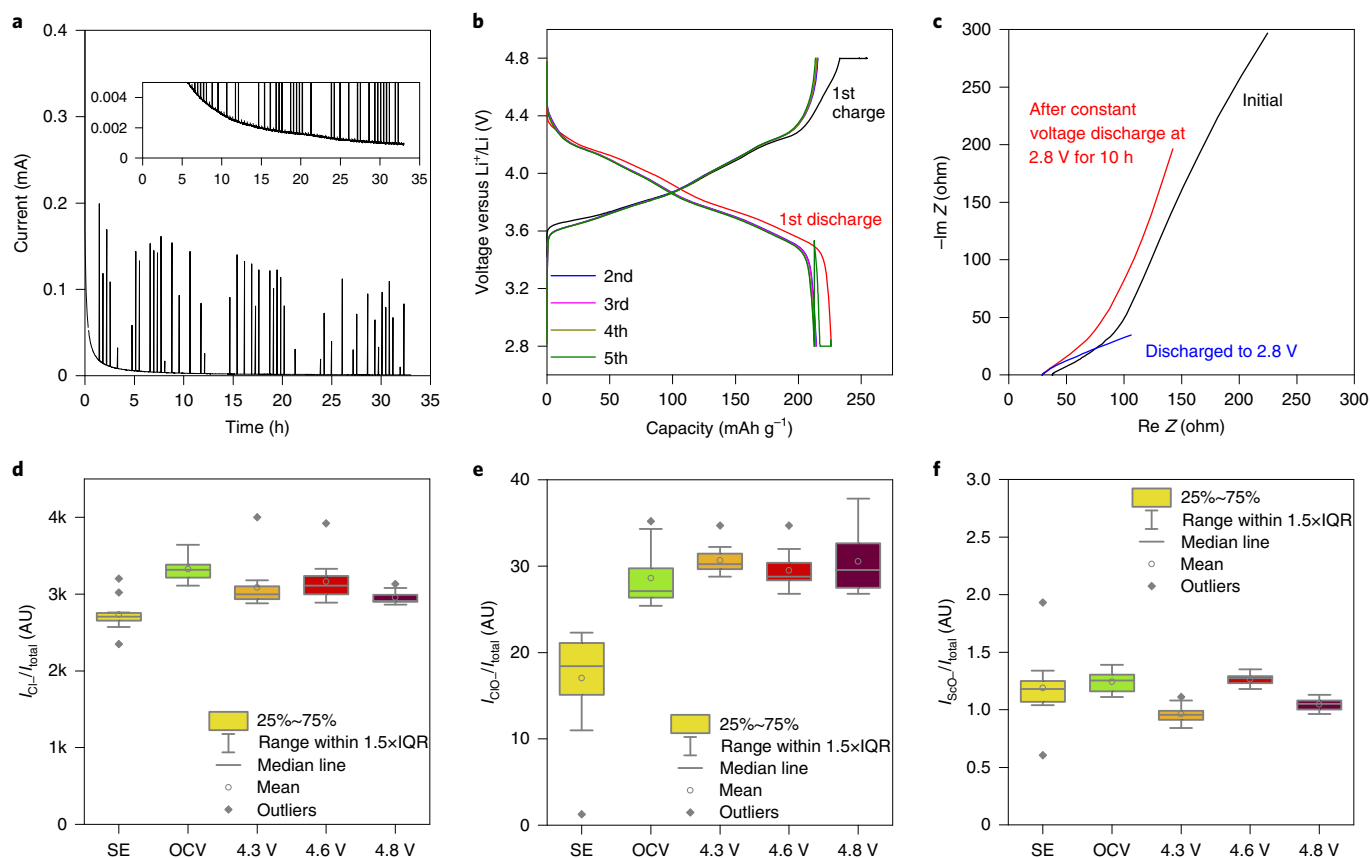 a
0.4
0.3
0.2
0.1
0
Current (mA)
0.004
0.002
0
0 5 10 15 20 25 30 35
0 5 10 15 20 25 30 35
Time (h)
b
4.8
4.4
4.0
3.6
3.2
2.8
Voltage versus Li⁺/Li (V)
1st
charge
1st discharge
2nd
3rd
4th
5th
0 50 100 150 200 250
Capacity (mAh g⁻¹)
c
300
250
200
150
100
50
0
–Im Z (ohm)
After constant
voltage discharge at
2.8 V for 10 h
Initial
Discharged to 2.8 V
0 50 100 150 200 250 300
Re Z (ohm)
d
4k
3k
2k
1k
0
I_Cl–/I_total (AU)
25%~75%
Range within 1.5×IQR
Median line
Mean
Outliers
SE OCV 4.3 V 4.6 V 4.8 V
e
40
30
20
10
0
I_ClO–/I_total (AU)
25%~75%
Range within 1.5×IQR
Median line
Mean
Outliers
SE OCV 4.3 V 4.6 V 4.8 V
f
3.0
2.5
2.0
1.5
1.0
0.5
0
I_ScO–/I_total (AU)
25%~75%
Range within 1.5×IQR
Median line
Mean
Outliers
SE OCV 4.3 V 4.6 V 4.8 V